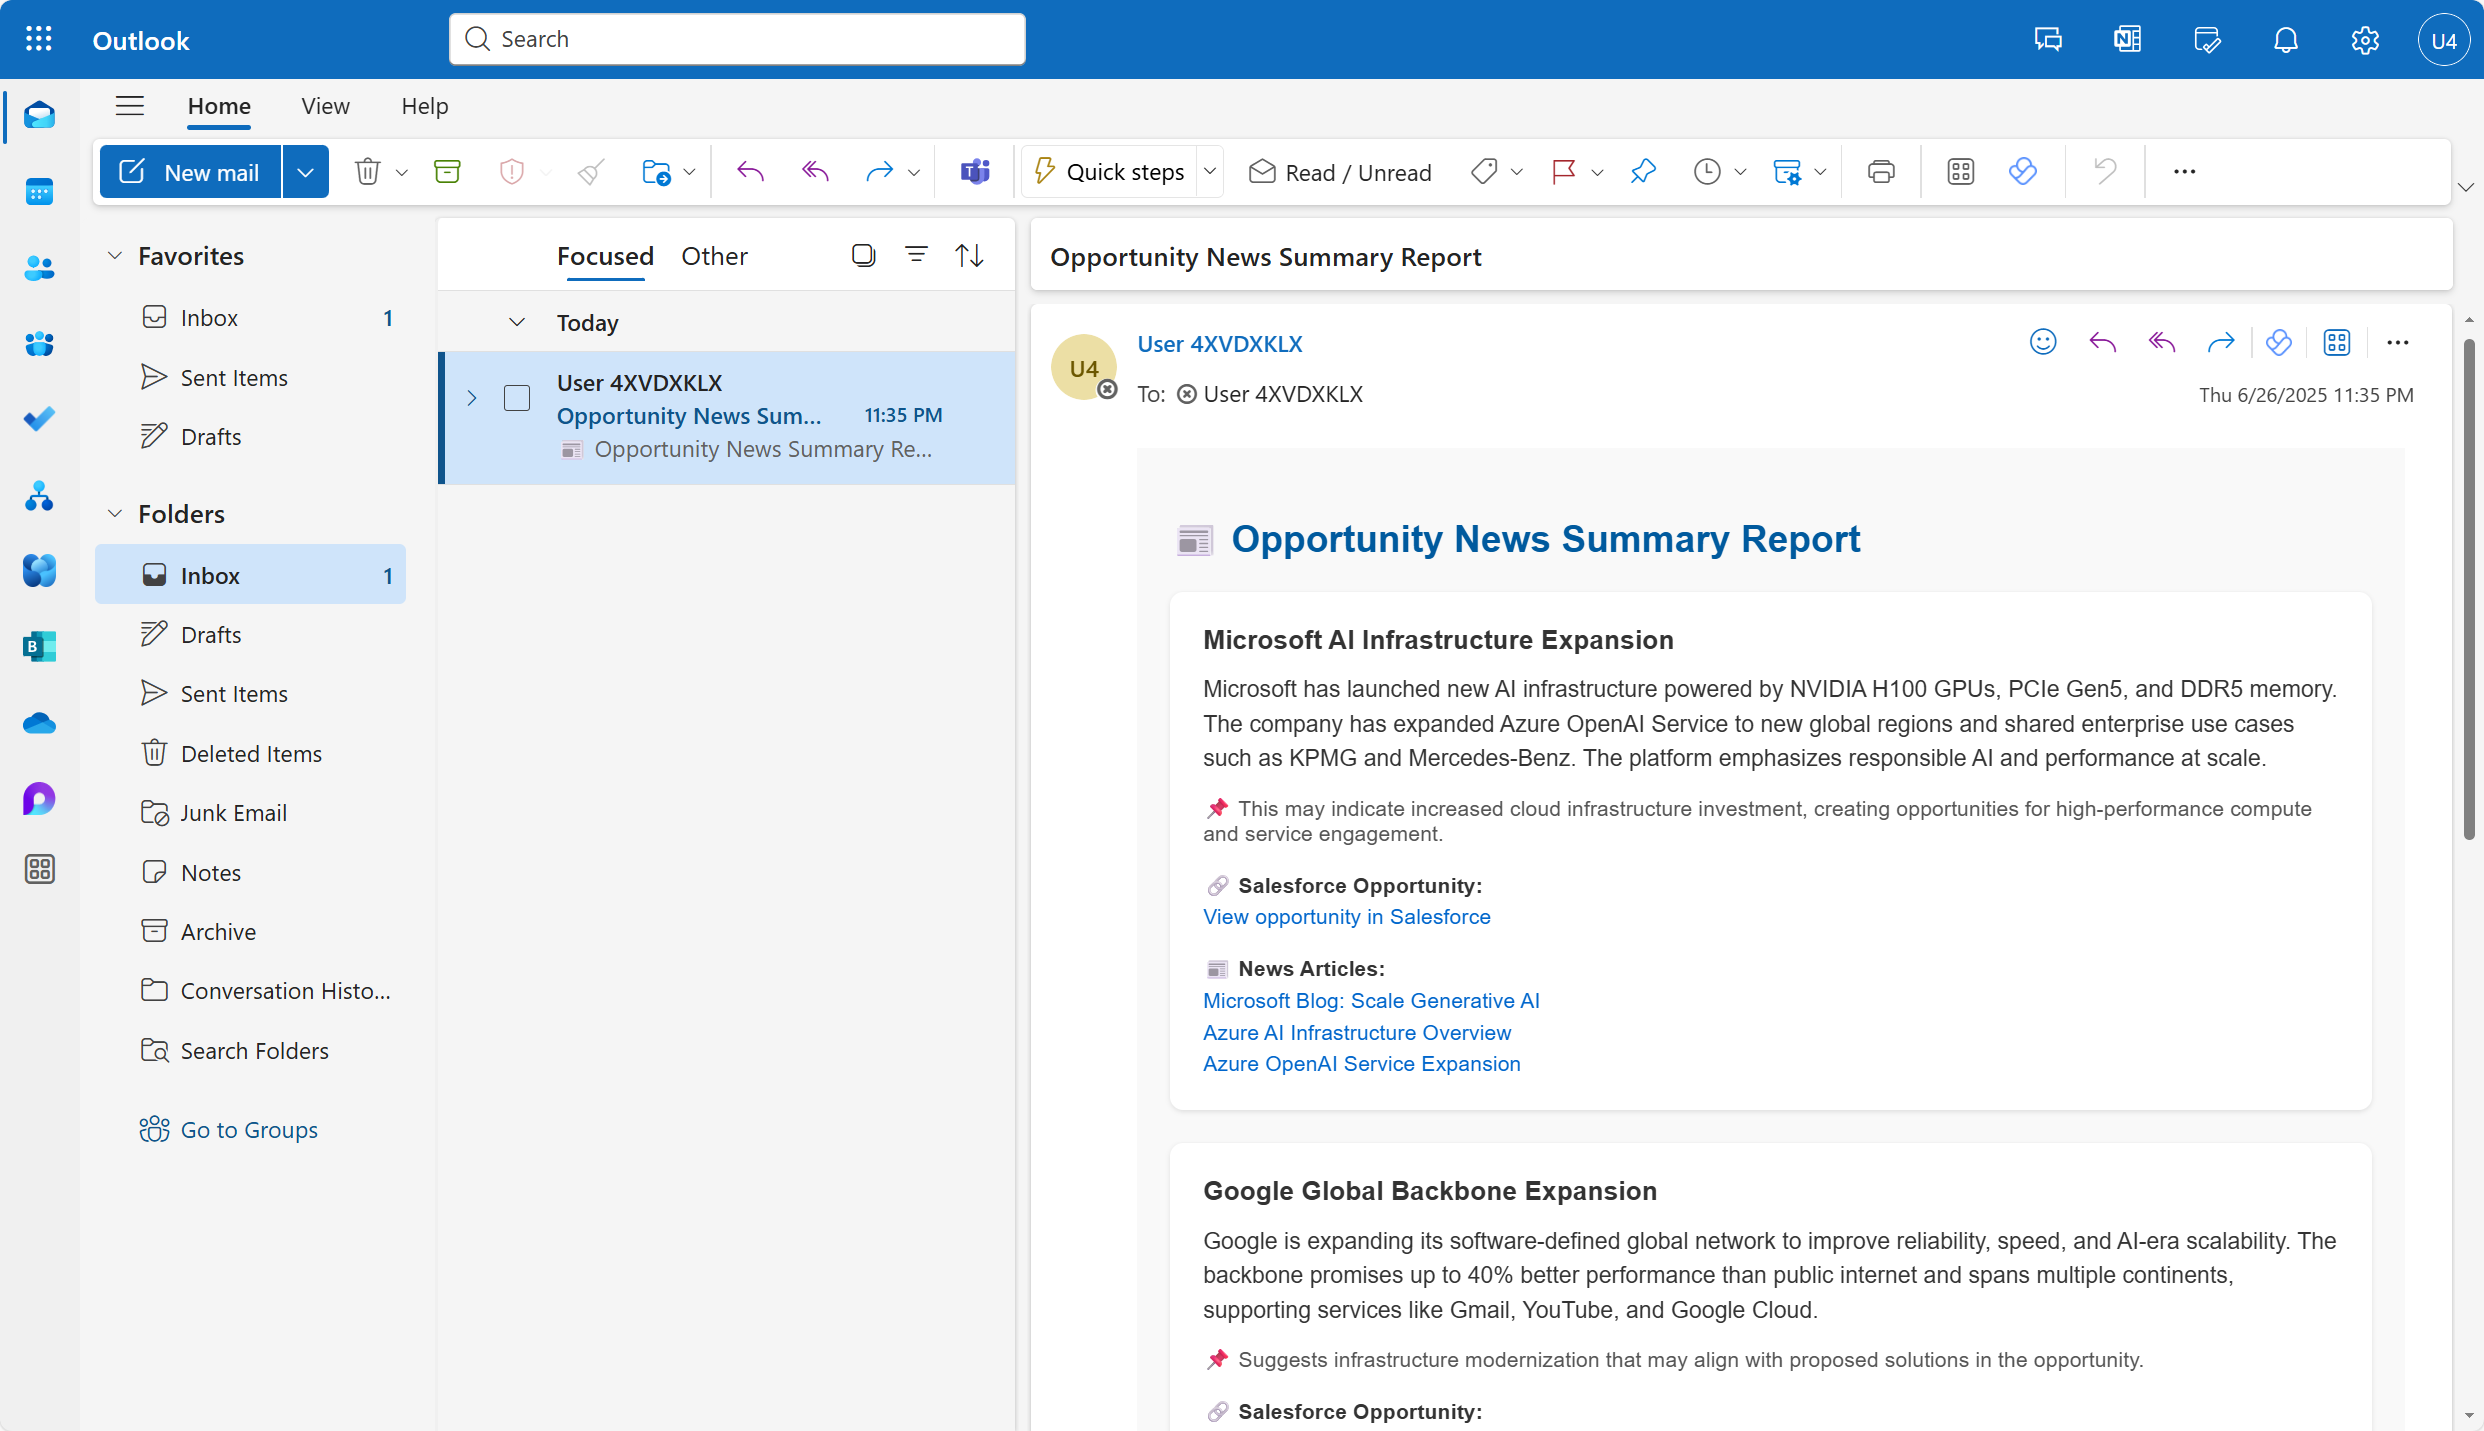 Outlook
Search
U4
Home View Help
New mail
Quick steps
Read / Unread
Favorites
Inbox 1
Sent Items
Drafts
Folders
Inbox 1
Drafts
Sent Items
Deleted Items
Junk Email
Notes
Archive
Conversation Histo...
Search Folders
Go to Groups
Focused Other
Today
User 4XVDXKLX
Opportunity News Sum... 11:35 PM
Opportunity News Summary Re...
Opportunity News Summary Report
U4
User 4XVDXKLX
To: User 4XVDXKLX
Thu 6/26/2025 11:35 PM
Opportunity News Summary Report
Microsoft AI Infrastructure Expansion
Microsoft has launched new AI infrastructure powered by NVIDIA H100 GPUs, PCIe Gen5, and DDR5 memory.
The company has expanded Azure OpenAI Service to new global regions and shared enterprise use cases
such as KPMG and Mercedes-Benz. The platform emphasizes responsible AI and performance at scale.
This may indicate increased cloud infrastructure investment, creating opportunities for high-performance compute
and service engagement.
Salesforce Opportunity:
View opportunity in Salesforce
News Articles:
Microsoft Blog: Scale Generative AI
Azure AI Infrastructure Overview
Azure OpenAI Service Expansion
Google Global Backbone Expansion
Google is expanding its software-defined global network to improve reliability, speed, and AI-era scalability. The
backbone promises up to 40% better performance than public internet and spans multiple continents,
supporting services like Gmail, YouTube, and Google Cloud.
Suggests infrastructure modernization that may align with proposed solutions in the opportunity.
Salesforce Opportunity: